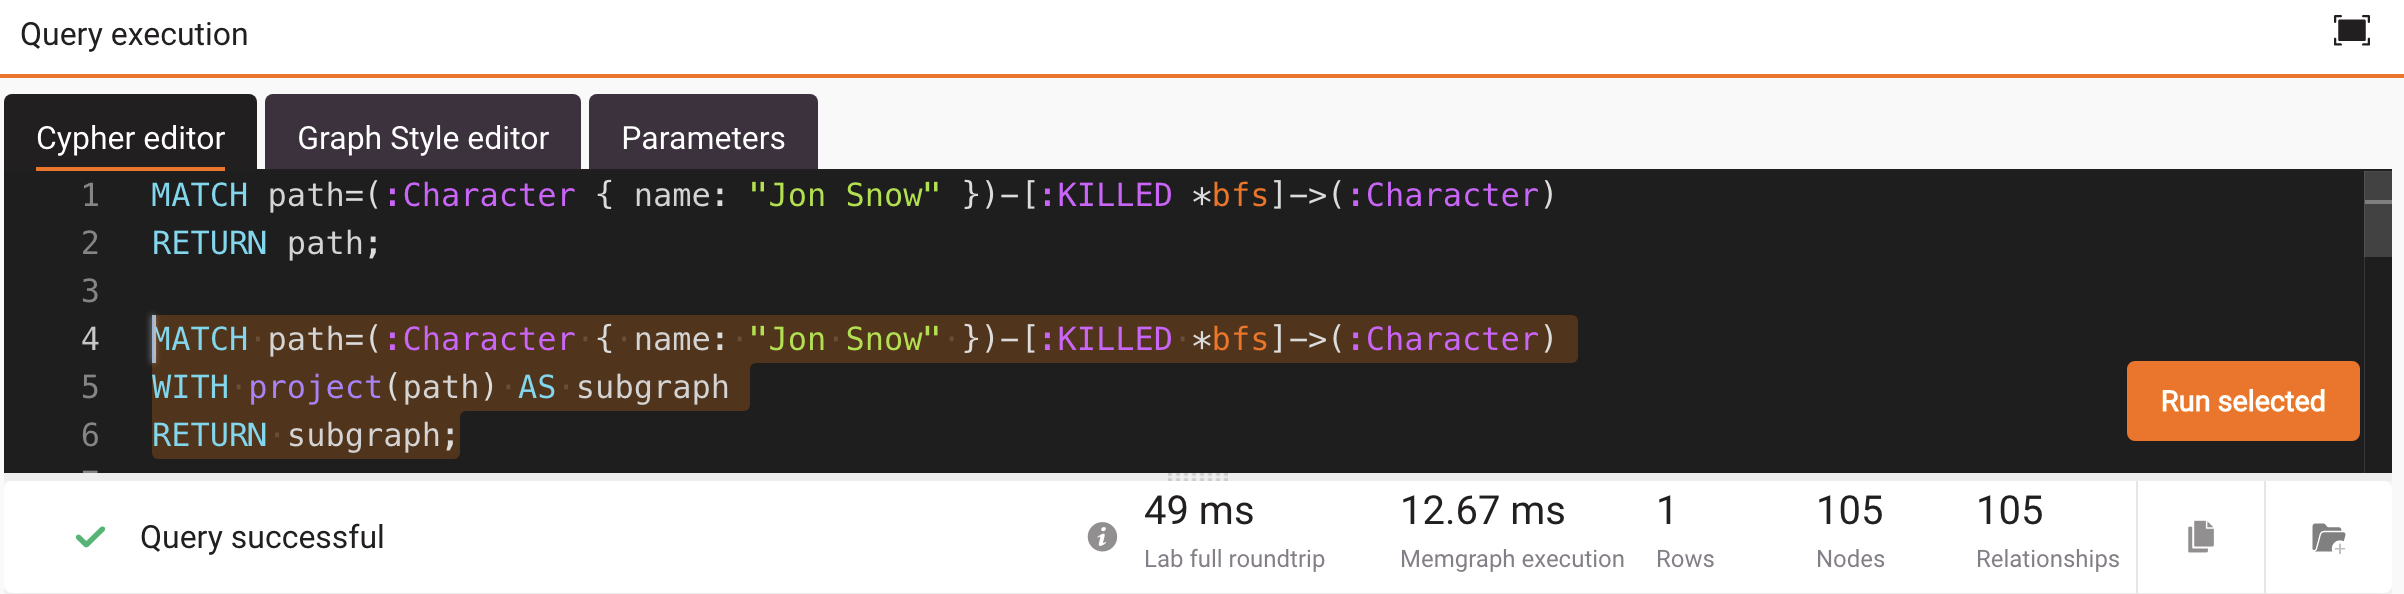 Query execution
Cypher editor
Graph Style editor
Parameters
1 MATCH path=(:Character { name: "Jon Snow" })-[:KILLED *bfs]->(:Character)
2 RETURN path;
3
4 MATCH path=(:Character { name: "Jon Snow" })-[:KILLED *bfs]->(:Character)
5 WITH project(path) AS subgraph
6 RETURN subgraph;
Run selected
Query successful
49 ms
Lab full roundtrip
12.67 ms
Memgraph execution
1
Rows
105
Nodes
105
Relationships